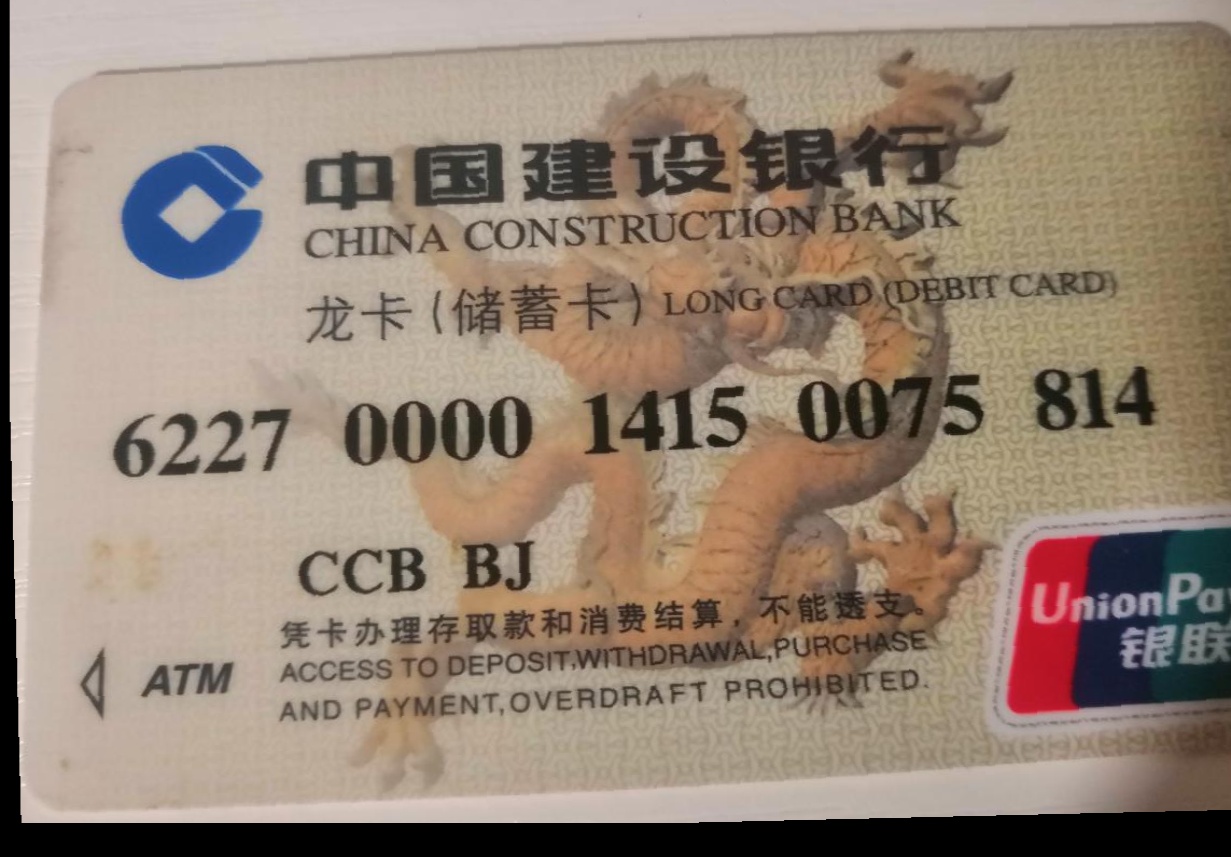 中国建设银行
CHINA CONSTRUCTION BANK
龙卡(储蓄卡) LONG CARD (DEBIT CARD)
6227 0000 1415 0075 814
CCB BJ
凭卡办理存取款和消费结算，不能透支。
ACCESS TO DEPOSIT,WITHDRAWAL,PURCHASE
AND PAYMENT,OVERDRAFT PROHIBITED.
ATM
UnionPa
银联